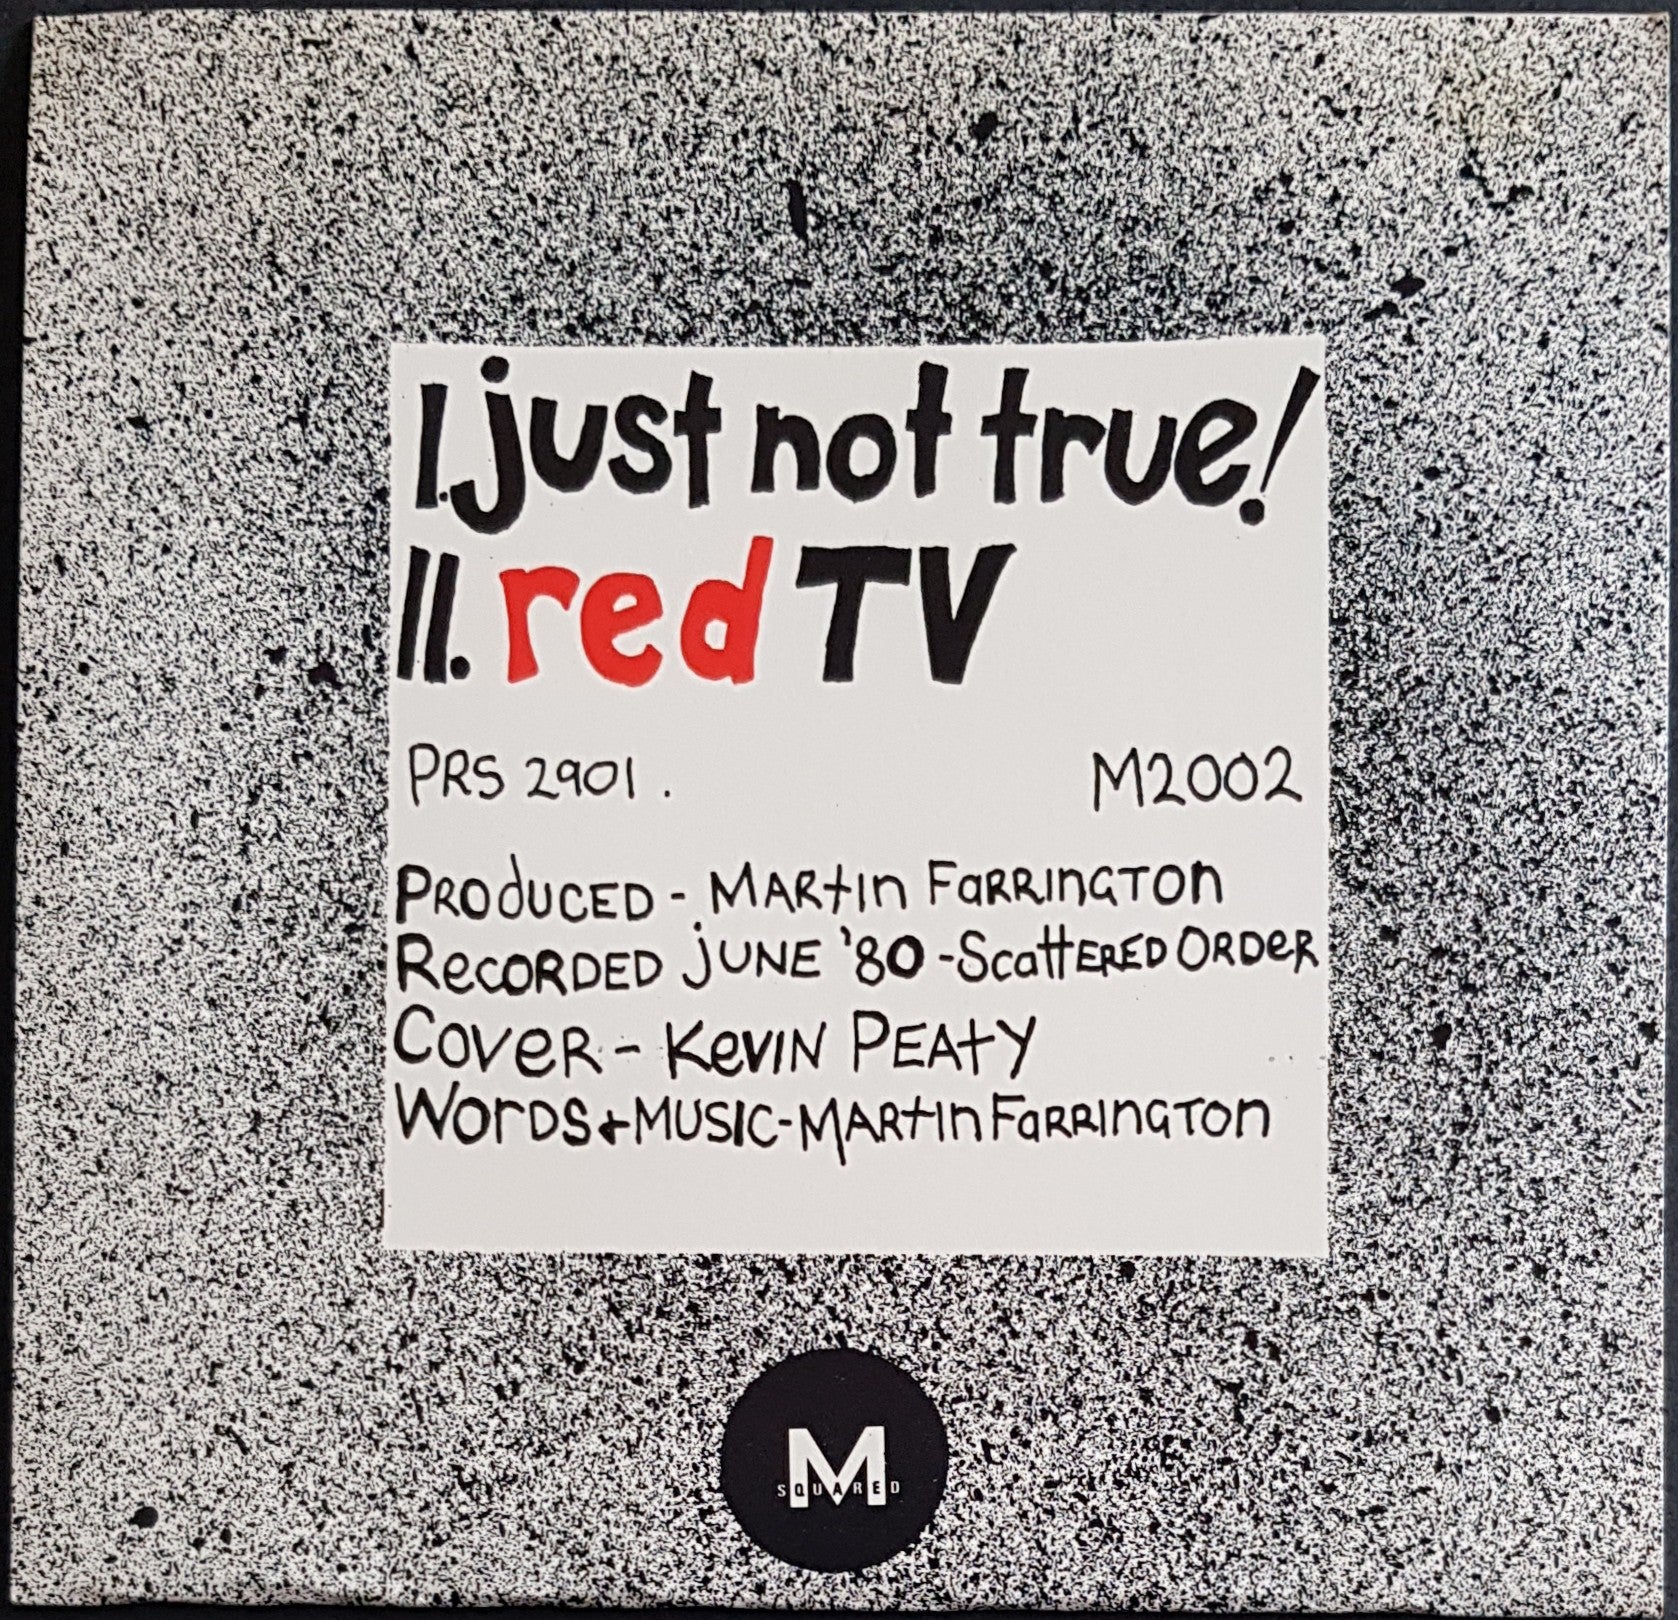 I. just not true!
II. red TV
PRS 2901. M2002
PRODUCED - MARtIn FaRRInGTOn
RecORDED jUNE '80 - ScattERED ORDeR
CoveR - KevIN PEAtY
WorDS + MUSIC - MARtIn FaRRInGTOn
M
SQUARED